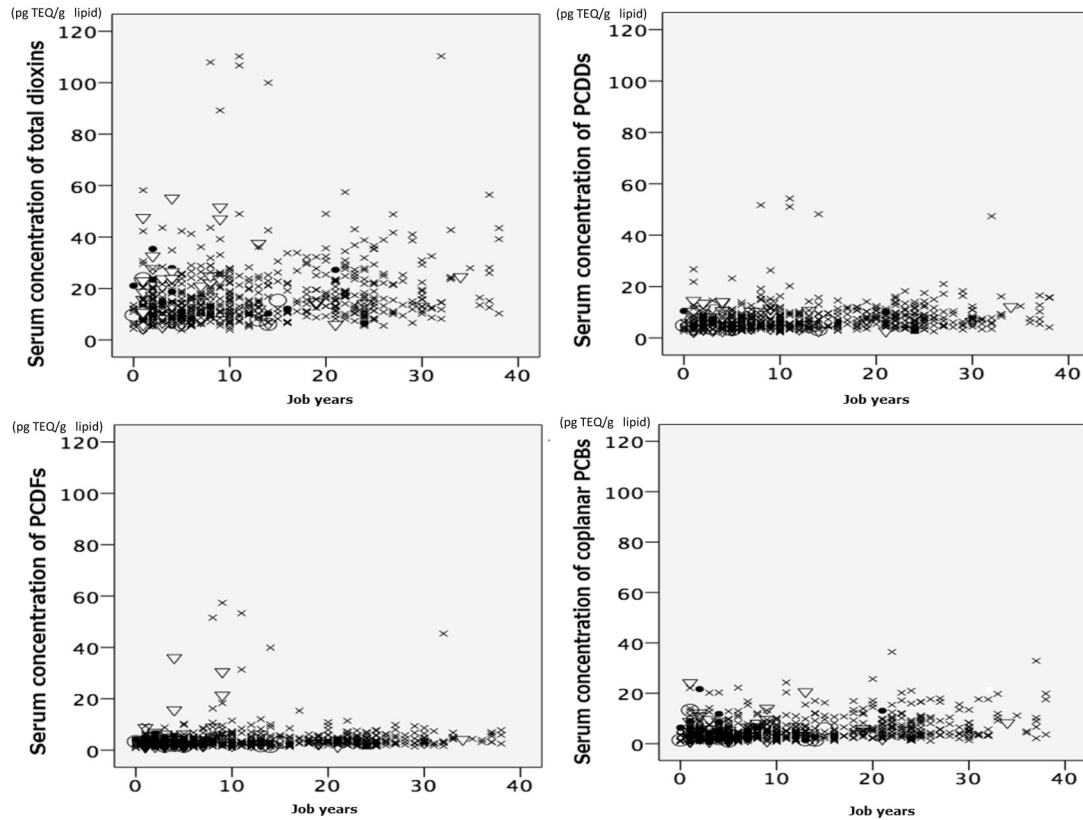 (pg TEQ/g lipid)
Serum concentration of total dioxins
120
100
80
60
40
20
0
0 10 20 30 40
Job years
(pg TEQ/g lipid)
Serum concentration of PCDDs
120
100
80
60
40
20
0
0 10 20 30 40
Job years
(pg TEQ/g lipid)
Serum concentration of PCDFs
120
100
80
60
40
20
0
0 10 20 30 40
Job years
(pg TEQ/g lipid)
Serum concentration of coplanar PCBs
120
100
80
60
40
20
0
0 10 20 30 40
Job years